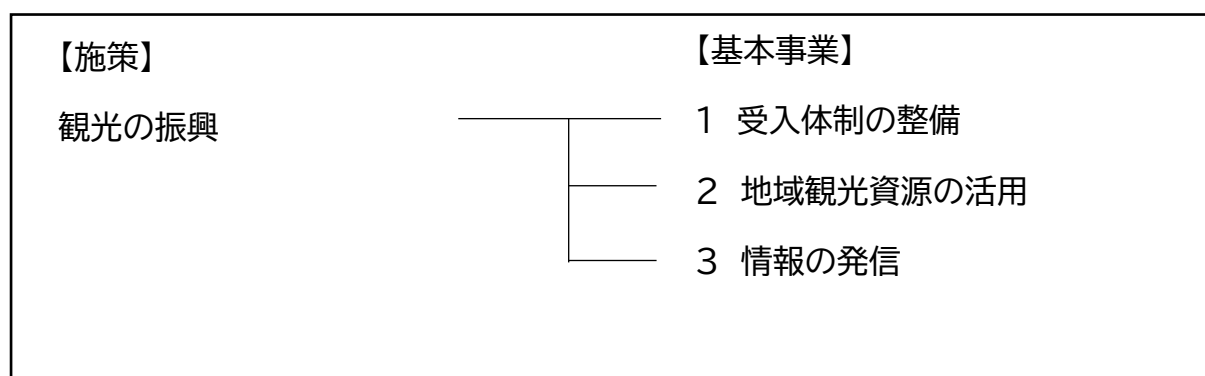 【施策】
【基本事業】
観光の振興
1 受入体制の整備
2 地域観光資源の活用
3 情報の発信